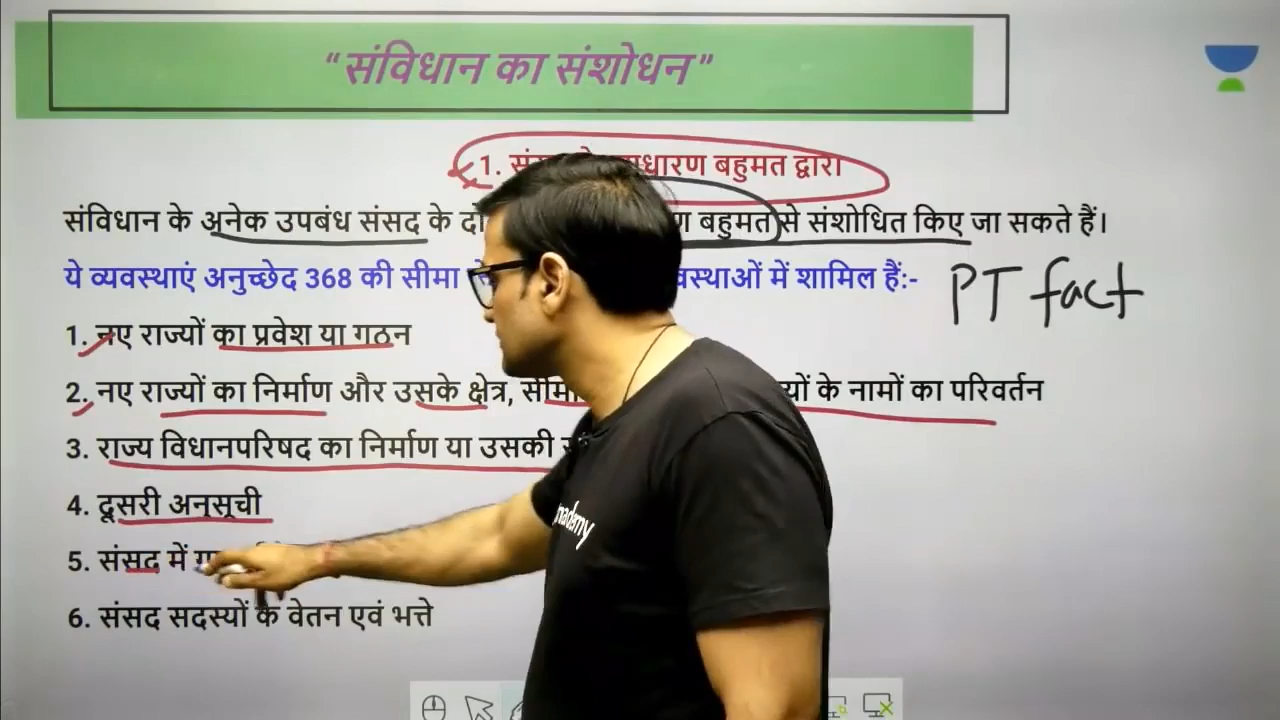 “संविधान का संशोधन”
1. साधारण बहुमत द्वारा
संविधान के अनेक उपबंध संसद के बहुमत से संशोधित किए जा सकते हैं।
ये व्यवस्थाएं अनुच्छेद 368 की सीमा में शामिल हैं:-
PT fact
1. नए राज्यों का प्रवेश या गठन
2. नए राज्यों का निर्माण और उसके क्षेत्र, के नामों का परिवर्तन
3. राज्य विधानपरिषद का निर्माण या उसकी
4. दूसरी अनुसूची
5. संसद में
6. संसद सदस्यों के वेतन एवं भत्ते